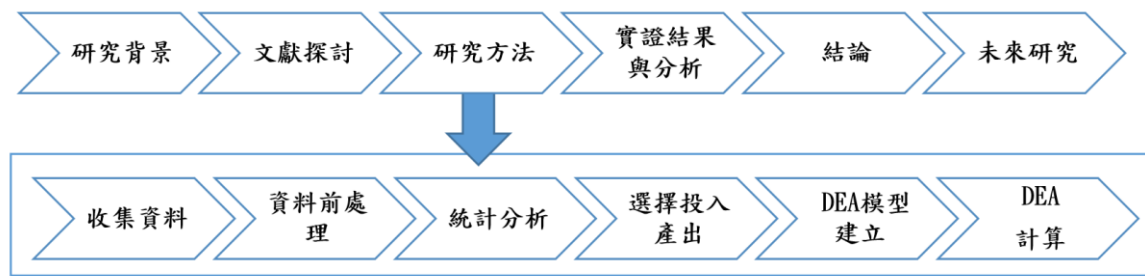 研究背景
文獻探討
研究方法
實證結果
與分析
結論
未來研究
收集資料
資料前處
理
統計分析
選擇投入
產出
DEA模型
建立
DEA
計算